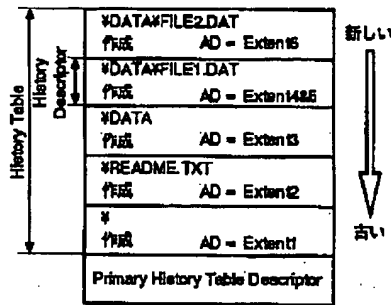 History Table
History
Descriptor
¥DATA¥FILE2.DAT
作成 AD = Extent6
¥DATA¥FILE1.DAT
作成 AD = Extent4&5
¥DATA
作成 AD = Extent3
¥README.TXT
作成 AD = Extent2
¥
作成 AD = Extent1
Primary History Table Descriptor
新しい
古い